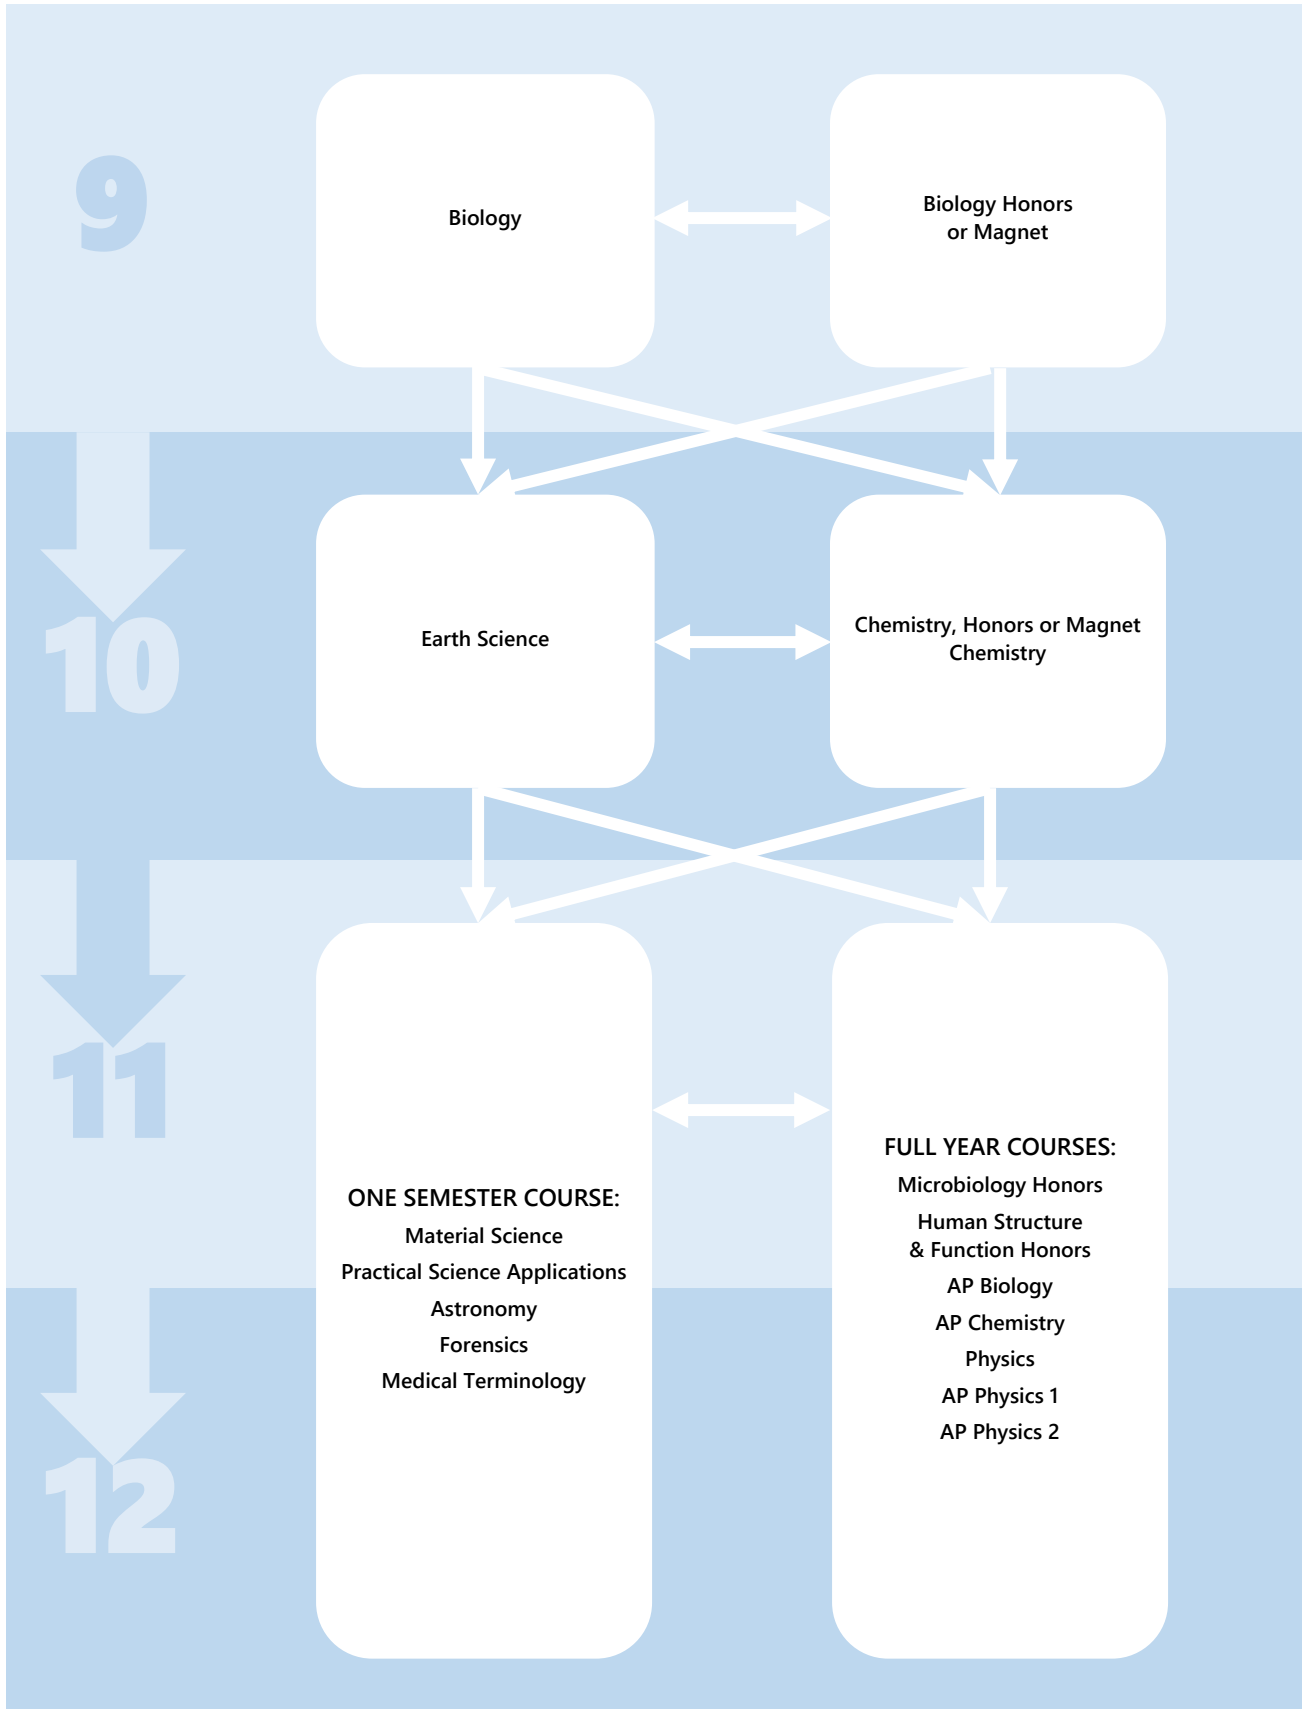 9
Biology
Biology Honors
or Magnet
10
Earth Science
Chemistry, Honors or Magnet
Chemistry
11
ONE SEMESTER COURSE:
Material Science
Practical Science Applications
Astronomy
Forensics
Medical Terminology
FULL YEAR COURSES:
Microbiology Honors
Human Structure
& Function Honors
AP Biology
AP Chemistry
Physics
AP Physics 1
AP Physics 2
12